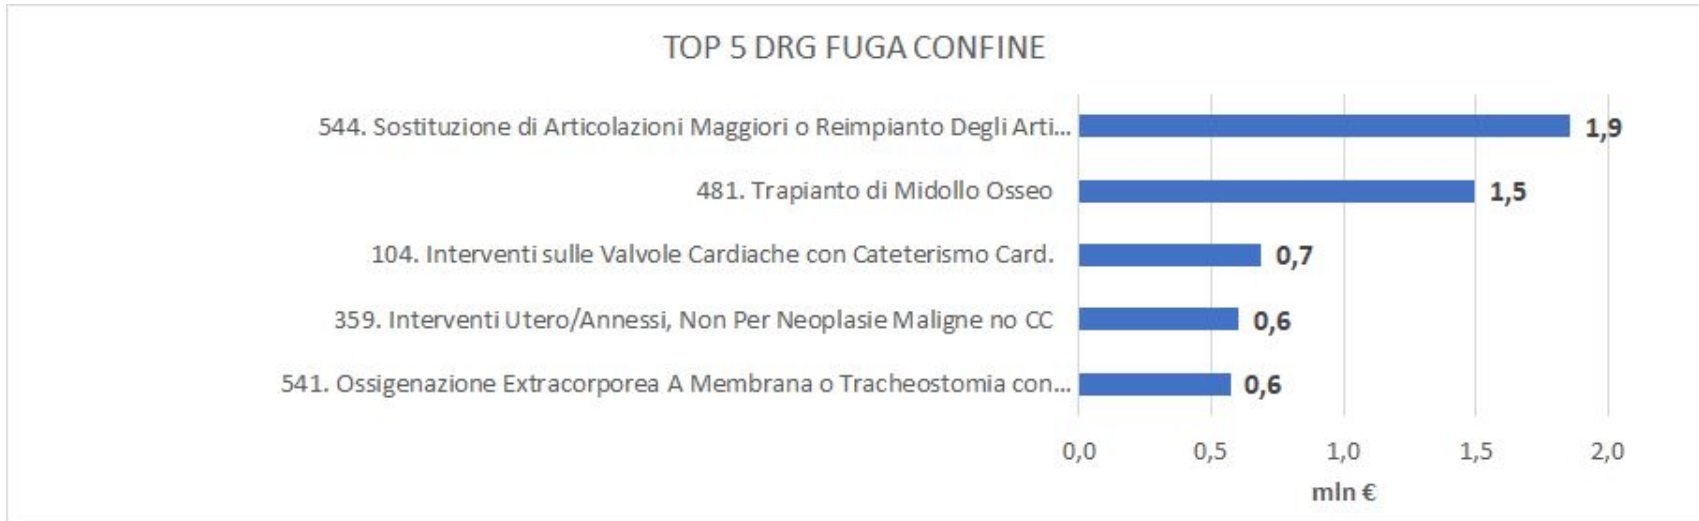 TOP 5 DRG FUGA CONFINE
544. Sostituzione di Articolazioni Maggiori o Reimpianto Degli Arti... 1,9
481. Trapianto di Midollo Osseo 1,5
104. Interventi sulle Valvole Cardiache con Cateterismo Card. 0,7
359. Interventi Utero/Annessi, Non Per Neoplasie Maligne no CC 0,6
541. Ossigenazione Extracorporea A Membrana o Tracheostomia con... 0,6
0,0 0,5 1,0 1,5 2,0
mln €